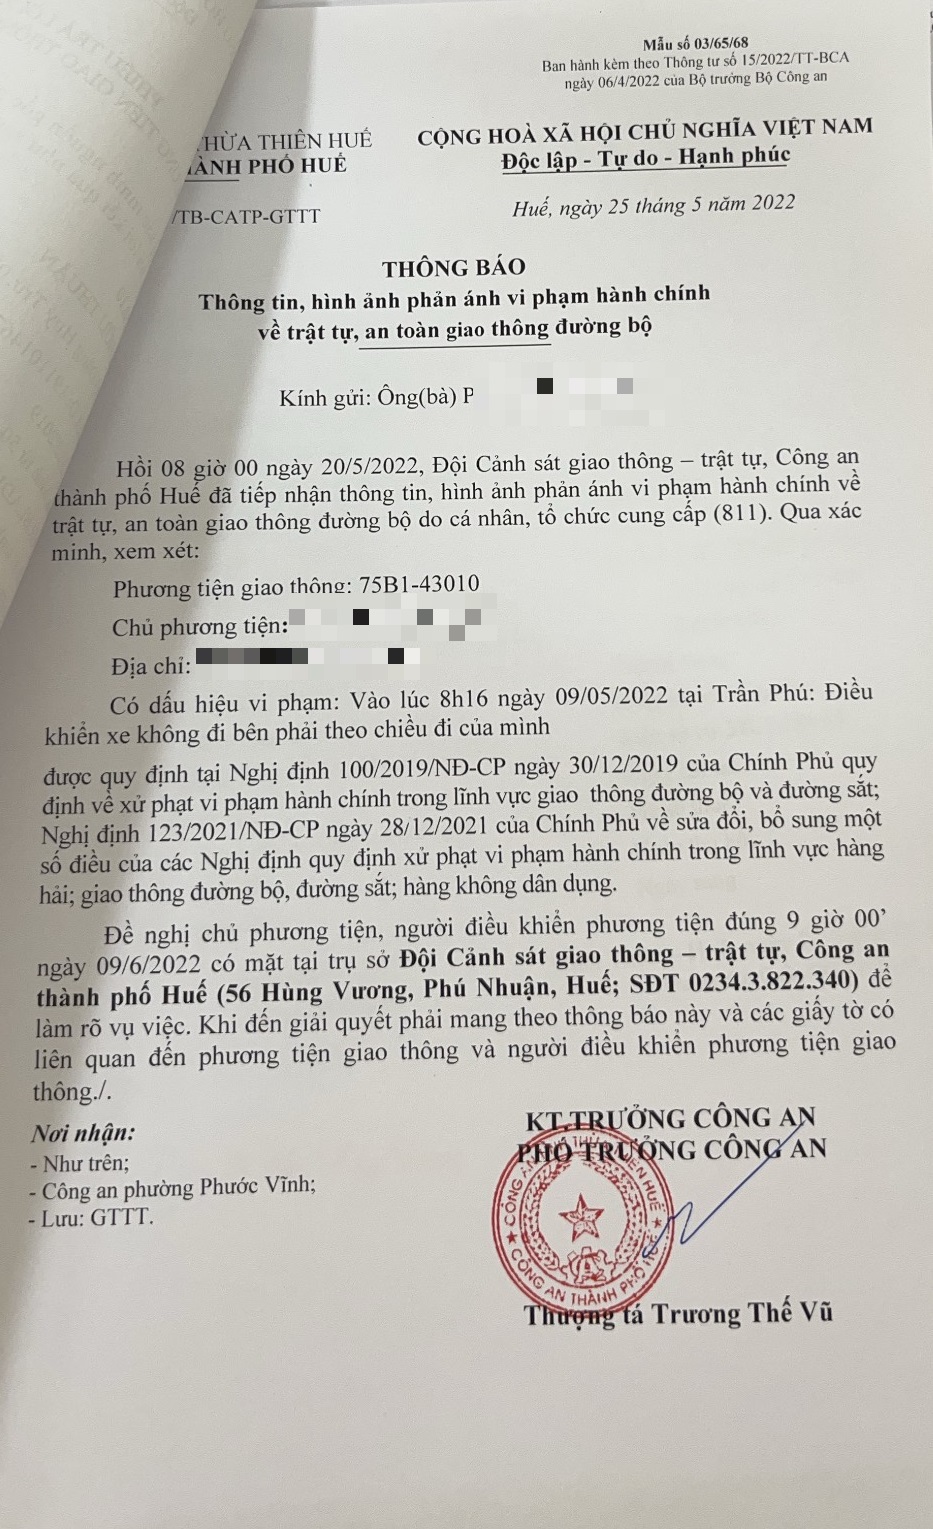 Mẫu số 03/65/68
Ban hành kèm theo Thông tư số 15/2022/TT-BCA
ngày 06/4/2022 của Bộ trưởng Bộ Công an
HỪA THIÊN HUẾ
ÀNH PHỐ HUẾ
/TB-CATP-GTTT
CỘNG HOÀ XÃ HỘI CHỦ NGHĨA VIỆT NAM
Độc lập - Tự do - Hạnh phúc
Huế, ngày 25 tháng 5 năm 2022
THÔNG BÁO
Thông tin, hình ảnh phản ánh vi phạm hành chính
về trật tự, an toàn giao thông đường bộ
Kính gửi: Ông(bà) P
Hồi 08 giờ 00 ngày 20/5/2022, Đội Cảnh sát giao thông – trật tự, Công an
thành phố Huế đã tiếp nhận thông tin, hình ảnh phản ánh vi phạm hành chính về
trật tự, an toàn giao thông đường bộ do cá nhân, tổ chức cung cấp (811). Qua xác
minh, xem xét:
Phương tiện giao thông: 75B1-43010
Chủ phương tiện:
Địa chỉ:
Có dấu hiệu vi phạm: Vào lúc 8h16 ngày 09/05/2022 tại Trần Phú: Điều
khiển xe không đi bên phải theo chiều đi của mình
được quy định tại Nghị định 100/2019/NĐ-CP ngày 30/12/2019 của Chính Phủ quy
định về xử phạt vi phạm hành chính trong lĩnh vực giao thông đường bộ và đường sắt;
Nghị định 123/2021/NĐ-CP ngày 28/12/2021 của Chính Phủ về sửa đổi, bổ sung một
số điều của các Nghị định quy định xử phạt vi phạm hành chính trong lĩnh vực hàng
hải; giao thông đường bộ, đường sắt; hàng không dân dụng.
Đề nghị chủ phương tiện, người điều khiển phương tiện đúng 9 giờ 00’
ngày 09/6/2022 có mặt tại trụ sở Đội Cảnh sát giao thông – trật tự, Công an
thành phố Huế (56 Hùng Vương, Phú Nhuận, Huế; SĐT 0234.3.822.340) để
làm rõ vụ việc. Khi đến giải quyết phải mang theo thông báo này và các giấy tờ có
liên quan đến phương tiện giao thông và người điều khiển phương tiện giao
thông./.
Nơi nhận:
- Như trên;
- Công an phường Phước Vĩnh;
- Lưu: GTTT.
KT.TRƯỞNG CÔNG AN
PHÓ TRƯỞNG CÔNG AN
CÔNG AN THÀNH PHỐ HUẾ
Thượng tá Trương Thế Vũ